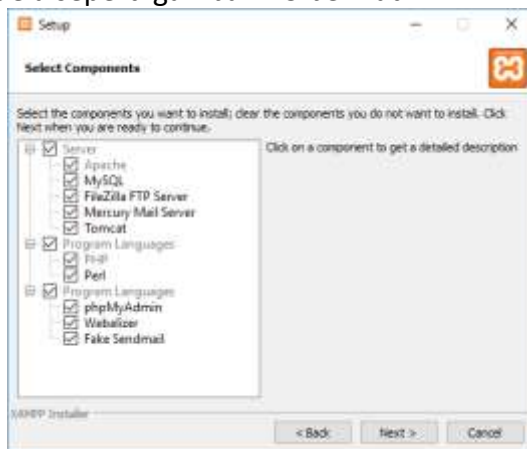 Setup
Select Components
Select the components you want to install; clear the components you do not want to install. Click
Next when you are ready to continue.
Server
Apache
MySQL
FileZilla FTP Server
Mercury Mail Server
Tomcat
Program Languages
PHP
Perl
Program Languages
phpMyAdmin
Webalizer
Fake Sendmail
Click on a component to get a detailed description
XAMPP Installer
< Back
Next >
Cancel